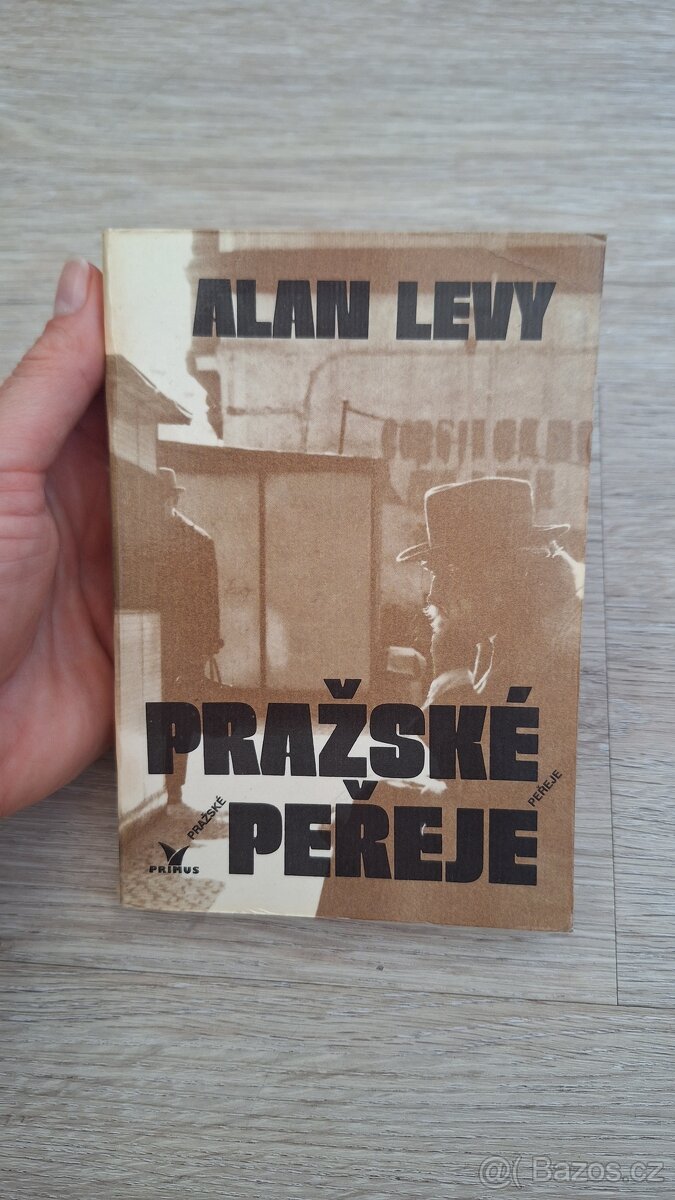 ALAN LEVY
PRAŽSKÉ
PEŘEJE
PRAŽSKÉ
PEŘEJE
PRIMUS
@( Bazos.cz